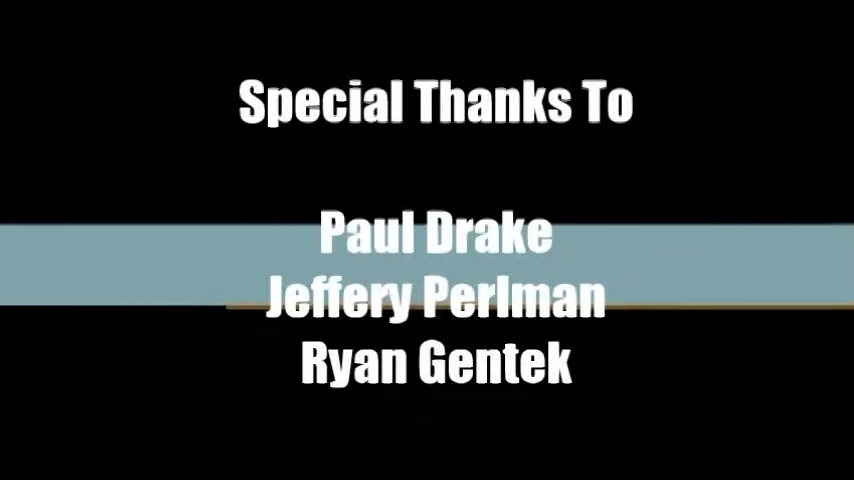 Special Thanks To
Paul Drake
Jeffery Perlman
Ryan Gentek